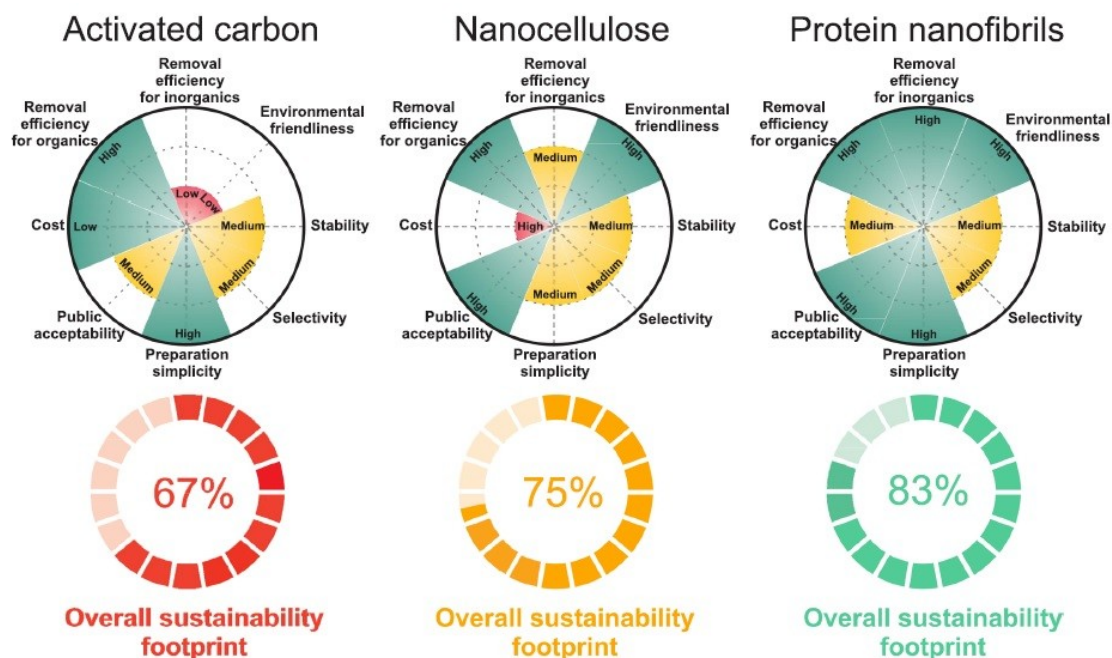 Activated carbon
Removal
efficiency
for inorganics
Removal
efficiency
for organics
Environmental
friendliness
High
Low
Low
Cost
Low
Medium
Stability
Medium
Medium
Public
acceptability
High
Selectivity
Preparation
simplicity
67%
Overall sustainability
footprint
Nanocellulose
Removal
efficiency
for inorganics
Removal
efficiency
for organics
Environmental
friendliness
High
Medium
High
Cost
High
Medium
Stability
High
Medium
Medium
Public
acceptability
Selectivity
Preparation
simplicity
75%
Overall sustainability
footprint
Protein nanofibrils
Removal
efficiency
for inorganics
Removal
efficiency
for organics
Environmental
friendliness
High
High
High
Cost
Medium
Medium
Stability
High
High
Medium
Public
acceptability
Selectivity
Preparation
simplicity
83%
Overall sustainability
footprint